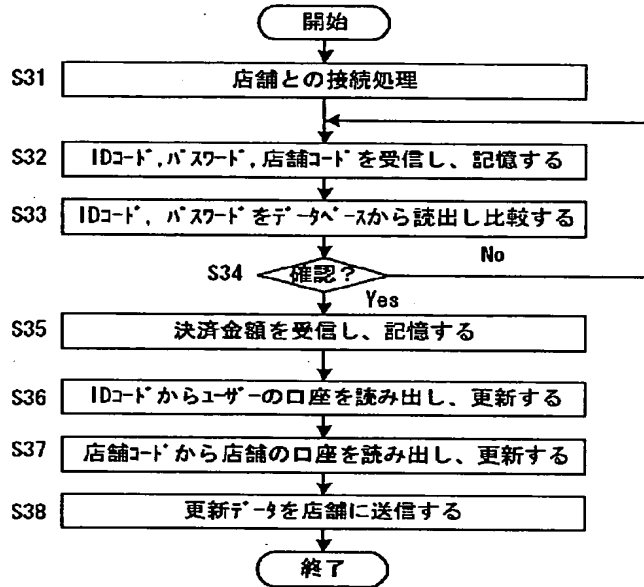 開始
S31 店舗との接続処理
S32 IDｺｰﾄﾞ,ﾊﾟｽﾜｰﾄﾞ,店舗ｺｰﾄﾞを受信し、記憶する
S33 IDｺｰﾄﾞ, ﾊﾟｽﾜｰﾄﾞをﾃﾞｰﾀﾍﾞｰｽから読出し比較する
S34 確認? No
Yes
S35 決済金額を受信し、記憶する
S36 IDｺｰﾄﾞからﾕｰｻﾞｰの口座を読み出し、更新する
S37 店舗ｺｰﾄﾞから店舗の口座を読み出し、更新する
S38 更新ﾃﾞｰﾀを店舗に送信する
終了